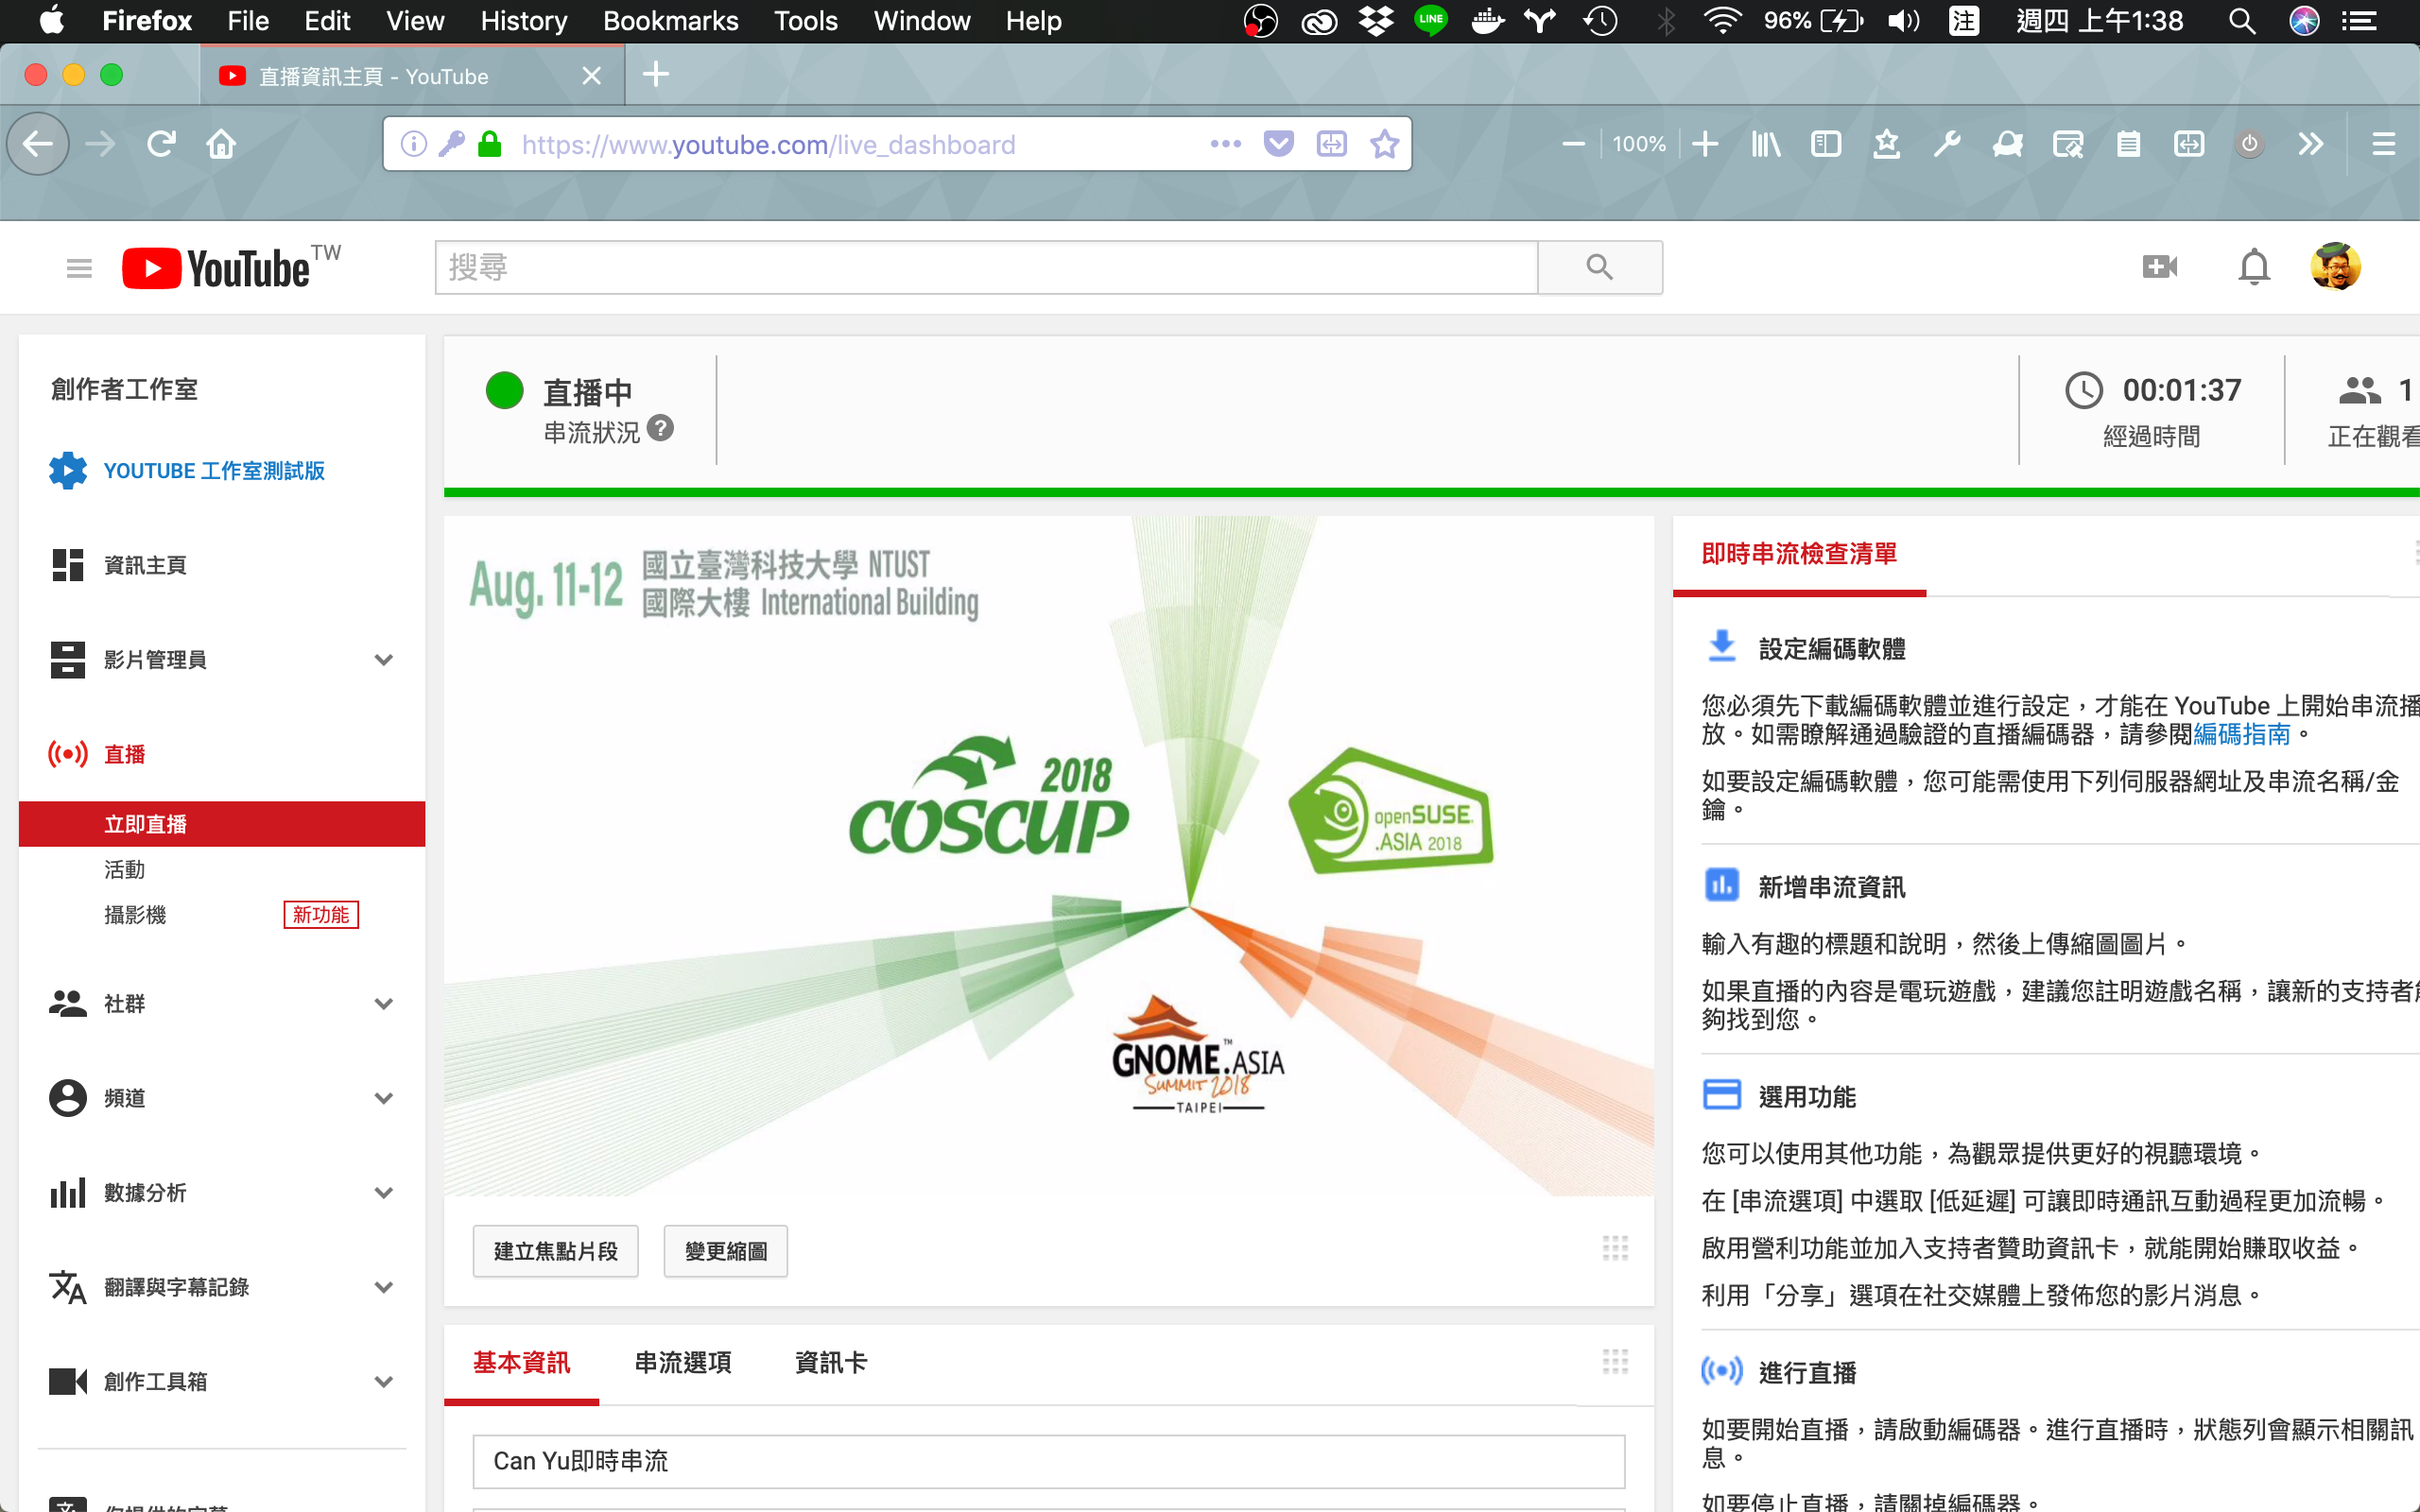 Firefox File Edit View History Bookmarks Tools Window Help LINE 96% 注 週四 上午1:38
直播資訊主頁 - YouTube
https://www.youtube.com/live_dashboard 100%
YouTube TW
搜尋
創作者工作室
YOUTUBE 工作室測試版
資訊主頁
影片管理員
直播
立即直播
活動
攝影機 新功能
社群
頻道
數據分析
翻譯與字幕記錄
創作工具箱
直播中
串流狀況 ?
00:01:37
經過時間
1
正在觀看
Aug. 11-12
國立臺灣科技大學 NTUST
國際大樓 International Building
2018
COSCUP
openSUSE.
.ASIA 2018
GNOME.ASIA™
SUMMIT 2018
TAIPEI
建立焦點片段 變更縮圖
基本資訊 串流選項 資訊卡
Can Yu即時串流
即時串流檢查清單
設定編碼軟體
您必須先下載編碼軟體並進行設定，才能在 YouTube 上開始串流播
放。如需瞭解通過驗證的直播編碼器，請參閱編碼指南。
如要設定編碼軟體，您可能需使用下列伺服器網址及串流名稱/金
鑰。
新增串流資訊
輸入有趣的標題和說明，然後上傳縮圖圖片。
如果直播的內容是電玩遊戲，建議您註明遊戲名稱，讓新的支持者能
夠找到您。
選用功能
您可以使用其他功能，為觀眾提供更好的視聽環境。
在 [串流選項] 中選取 [低延遲] 可讓即時通訊互動過程更加流暢。
啟用營利功能並加入支持者贊助資訊卡，就能開始賺取收益。
利用「分享」選項在社交媒體上發佈您的影片消息。
進行直播
如要開始直播，請啟動編碼器。進行直播時，狀態列會顯示相關訊
息。
如要停止直播，請關掉編碼器。